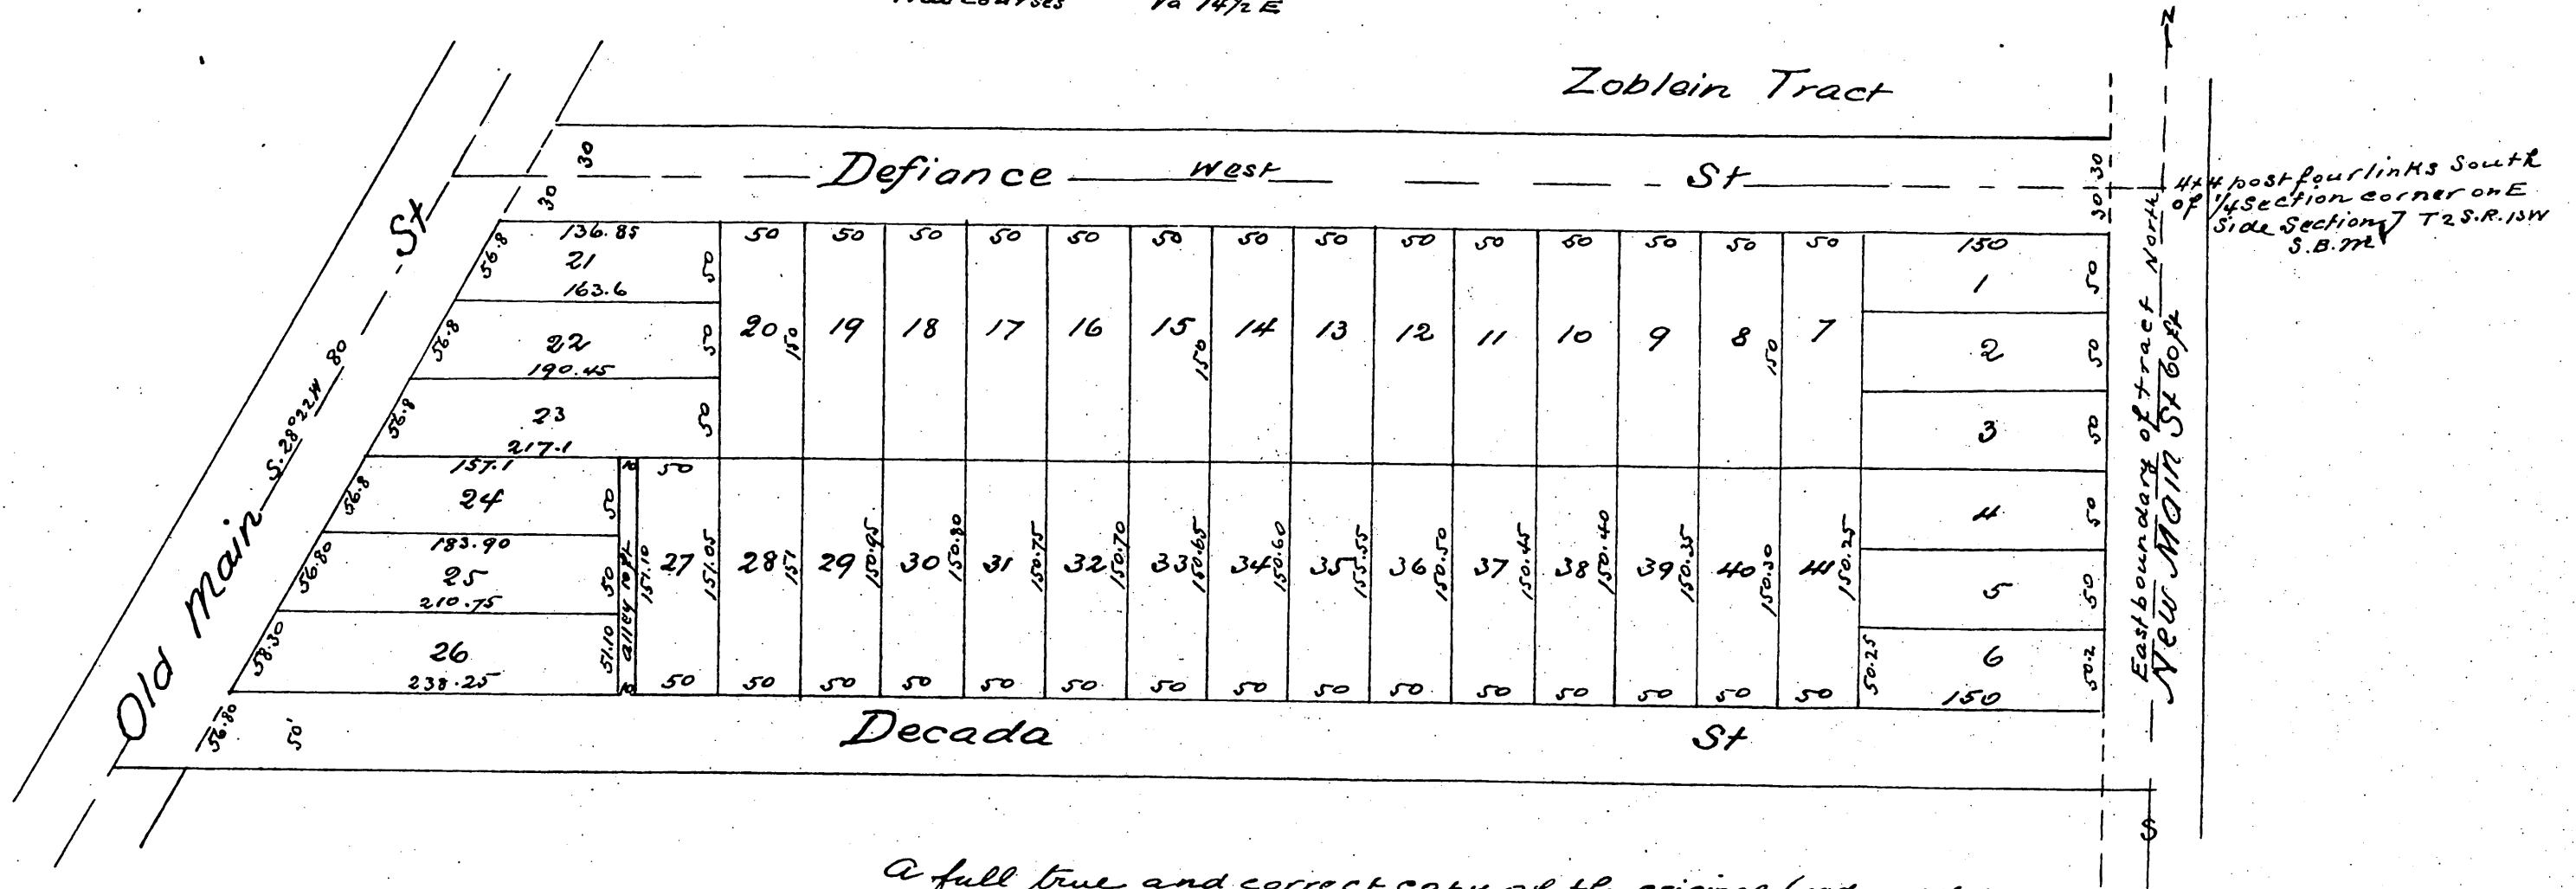 True Courses Va 14½ E
Zoblein Tract
Defiance West St
30
30
30 30
4x4 post four links South
of 1/4 section corner on E
Side Section 7 T2S.R.13W
S.B.M
Old Main St
S. 28° 22 W 80
136.85
21
163.6
56.8
50
22
190.45
56.8
50
23
217.1
56.8
50
157.1
24
56.8
50
183.90
25
210.75
56.80
50
26
238.25
58.30
51.10
10
alley 10 ft
10
56.80
50'
50 50 50 50 50 50 50 50 50 50 50 50 50 50 150
20 150 19 18 17 16 15 150 14 13 12 11 10 9 8 150 7
1 50
2 50
3 50
4 50
5 50
50.25 6 50.2
150
50
151.10 27 151.05 28 151 29 150.95 30 150.80 31 150.75 32 150.70 33 150.65 34 150.60 35 155.55 36 150.50 37 150.45 38 150.40 39 150.35 40 150.30 41 150.25
50 50 50 50 50 50 50 50 50 50 50 50 50 50 50
Decada St
East boundary of tract North
New Main St 60 ft
N
S
A full true and correct copy of the original